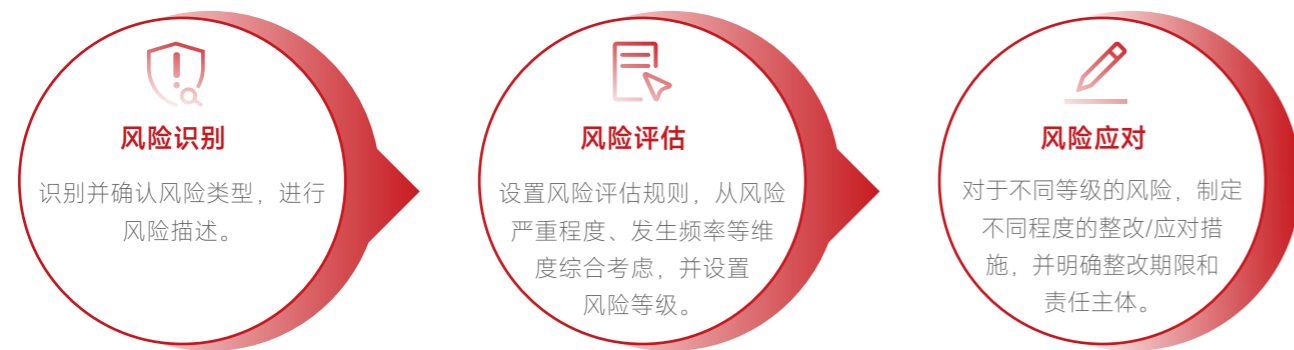 风险识别
识别并确认风险类型，进行
风险描述。
风险评估
设置风险评估规则，从风险
严重程度、发生频率等维
度综合考虑，并设置
风险等级。
风险应对
对于不同等级的风险，制定
不同程度的整改/应对措
施，并明确整改期限和
责任主体。